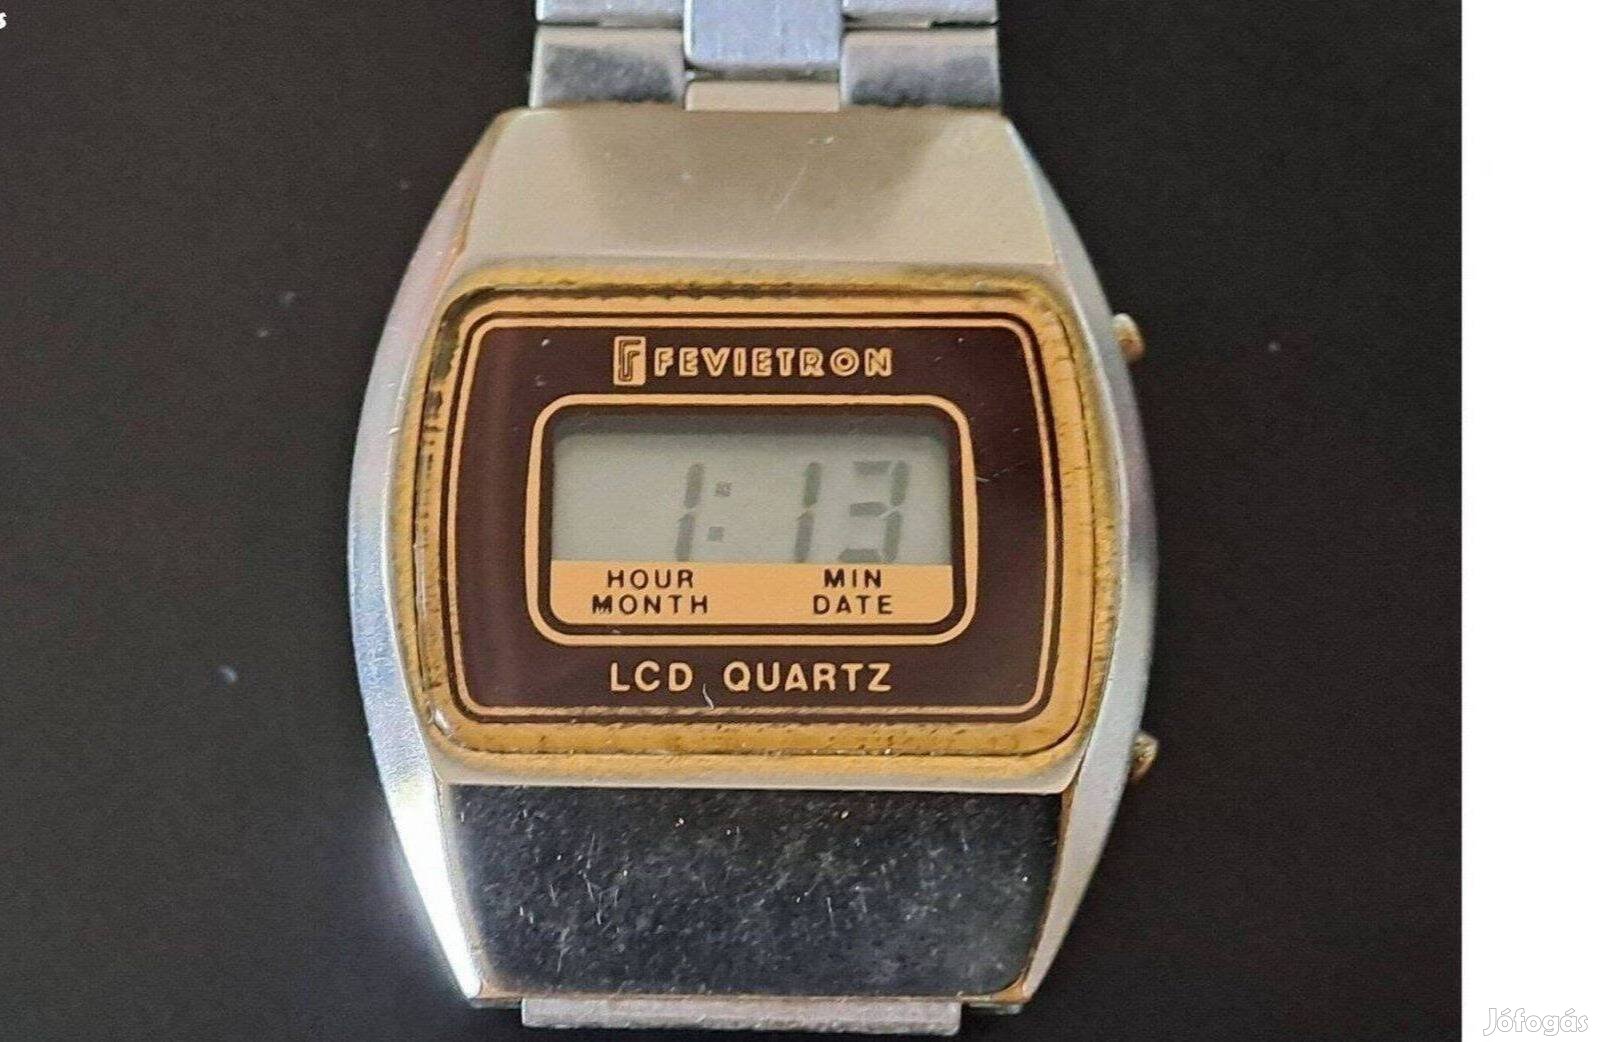 FEVIETRON
1:13
HOUR MIN
MONTH DATE
LCD QUARTZ
Jófogás